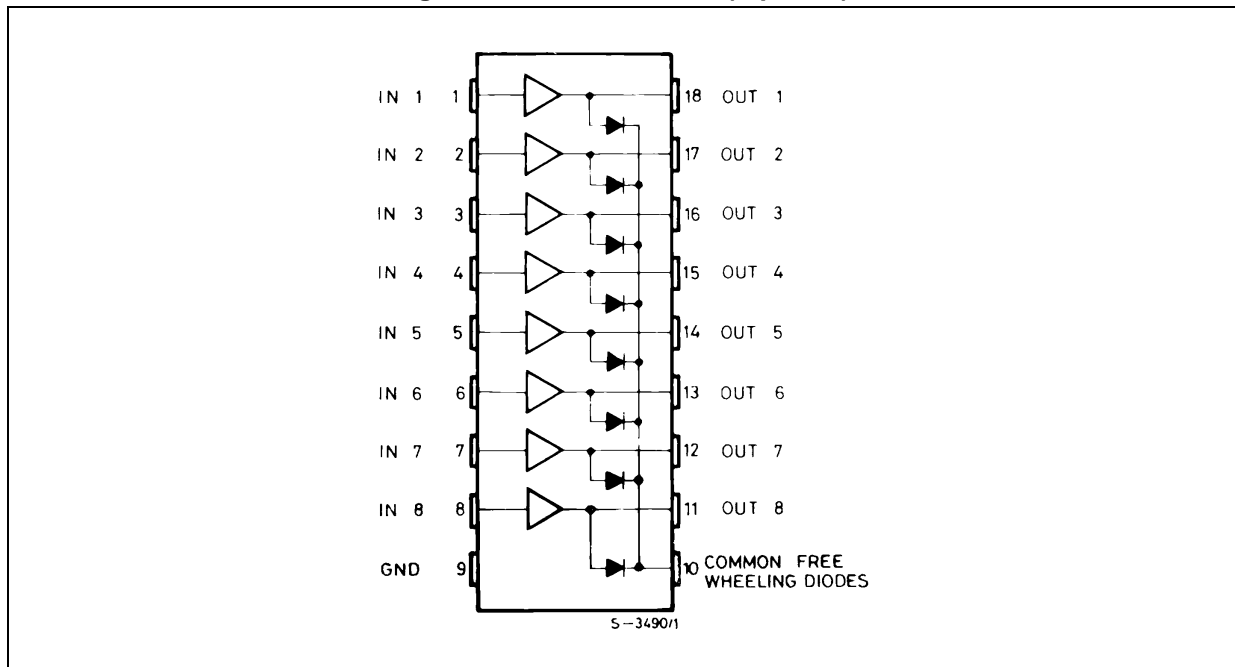 IN 1 1 18 OUT 1
IN 2 2 17 OUT 2
IN 3 3 16 OUT 3
IN 4 4 15 OUT 4
IN 5 5 14 OUT 5
IN 6 6 13 OUT 6
IN 7 7 12 OUT 7
IN 8 8 11 OUT 8
GND 9 10 COMMON FREE
WHEELING DIODES
S-3490/1